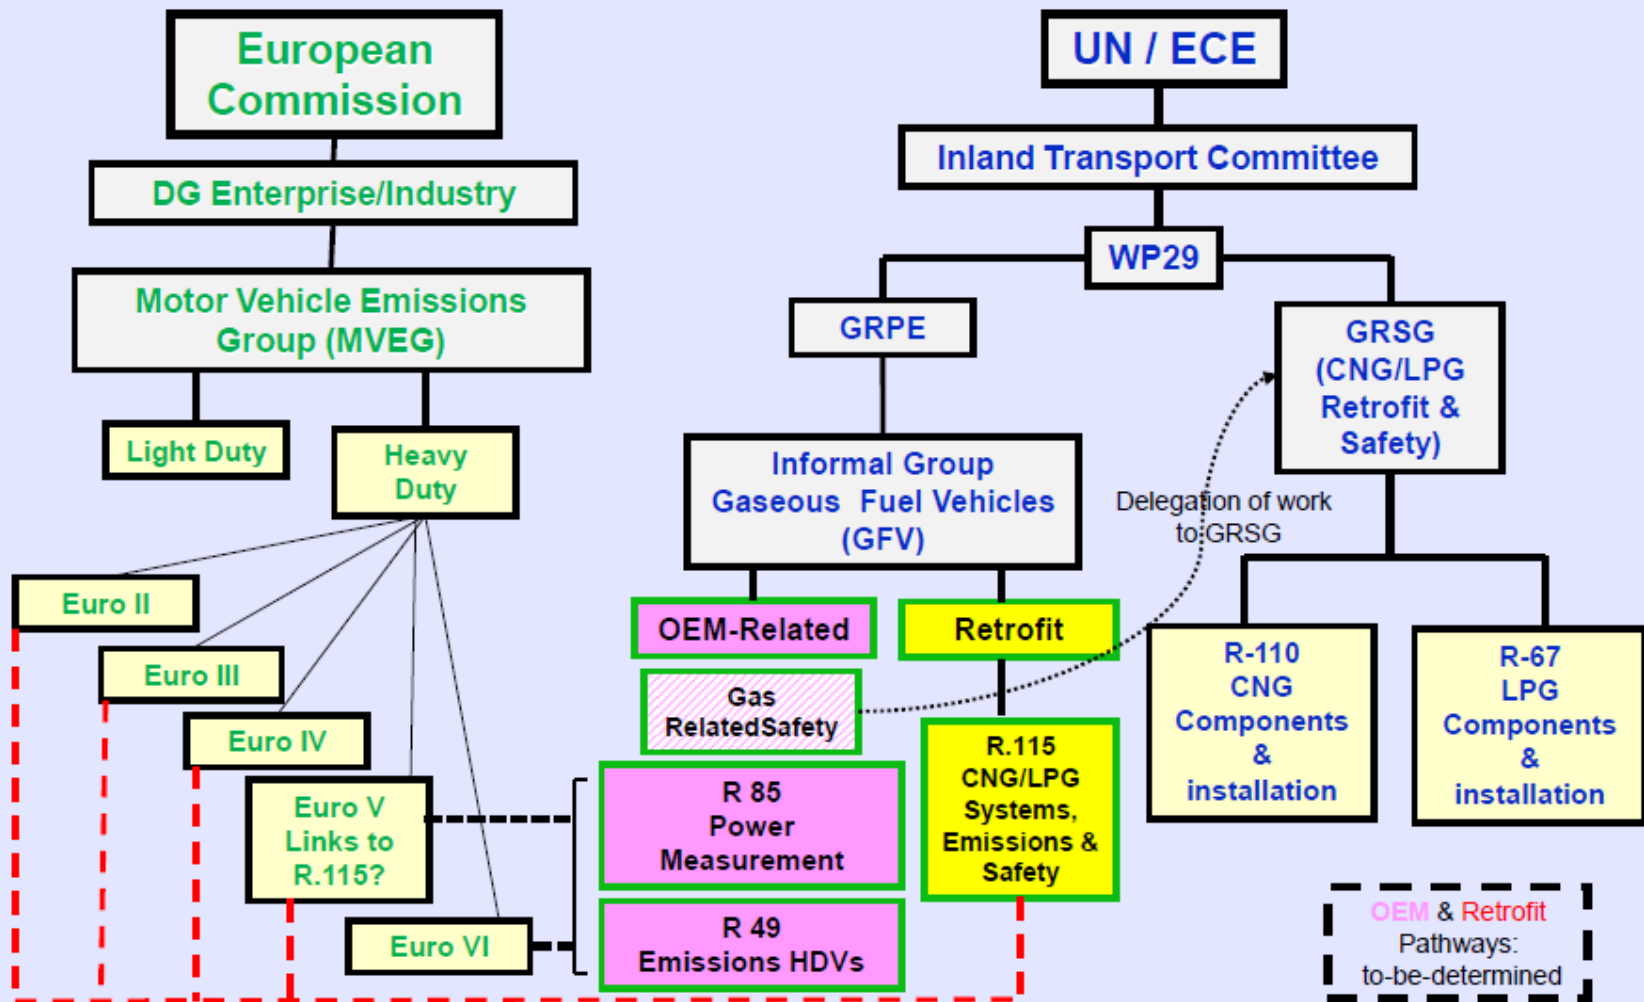 European
Commission
DG Enterprise/Industry
Motor Vehicle Emissions
Group (MVEG)
Light Duty
Heavy
Duty
Euro II
Euro III
Euro IV
Euro V
Links to
R.115?
Euro VI
UN / ECE
Inland Transport Committee
WP29
GRPE
GRSG
(CNG/LPG
Retrofit &
Safety)
Informal Group
Gaseous Fuel Vehicles
(GFV)
Delegation of work
to GRSG
OEM-Related
Retrofit
Gas
RelatedSafety
R 85
Power
Measurement
R 49
Emissions HDVs
R.115
CNG/LPG
Systems,
Emissions &
Safety
R-110
CNG
Components
&
installation
R-67
LPG
Components
&
installation
OEM & Retrofit
Pathways:
to-be-determined